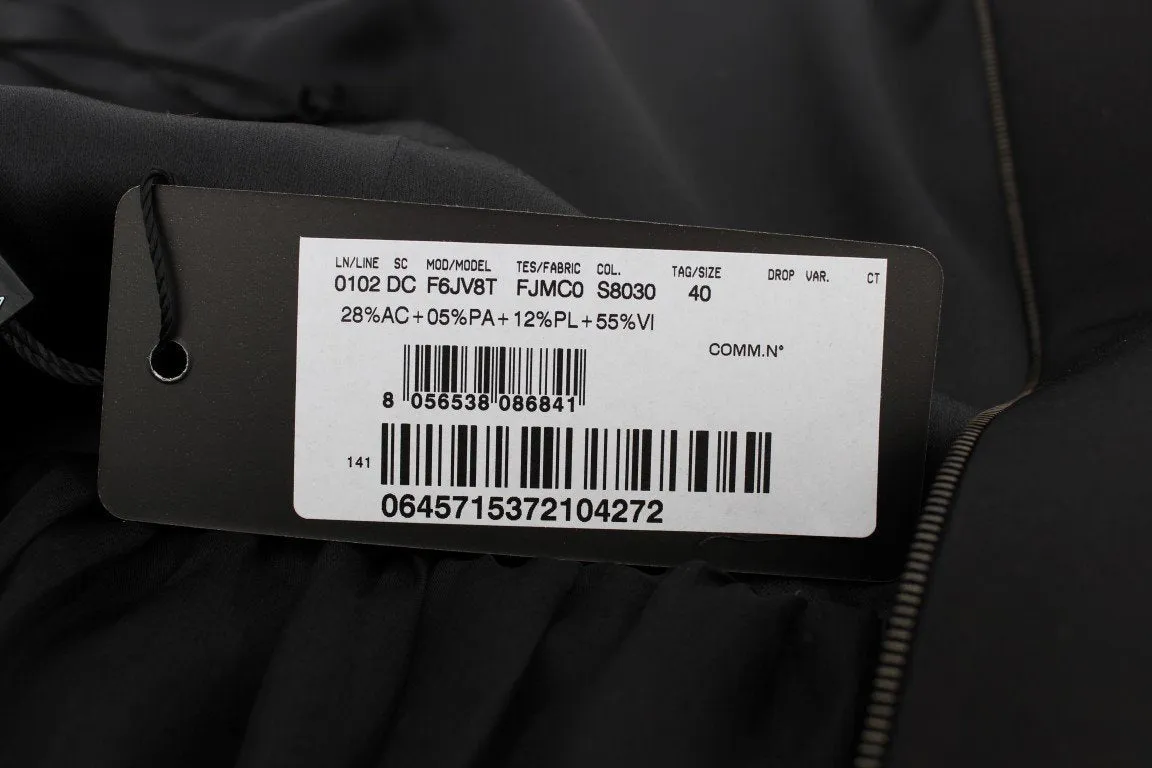 LN/LINE SC MOD/MODEL TES/FABRIC COL. TAG/SIZE DROP VAR. CT
0102 DC F6JV8T FJMC0 S8030 40
28%AC+05%PA+12%PL+55%VI
COMM.N°
8 056538 086841
141
0645715372104272